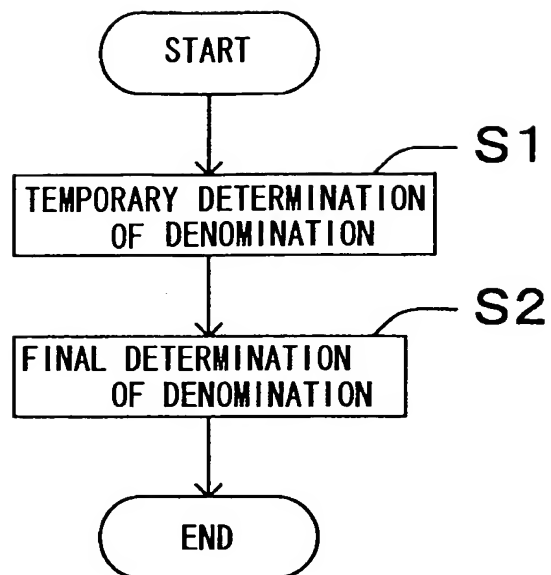 START
S1
TEMPORARY DETERMINATION
OF DENOMINATION
S2
FINAL DETERMINATION
OF DENOMINATION
END